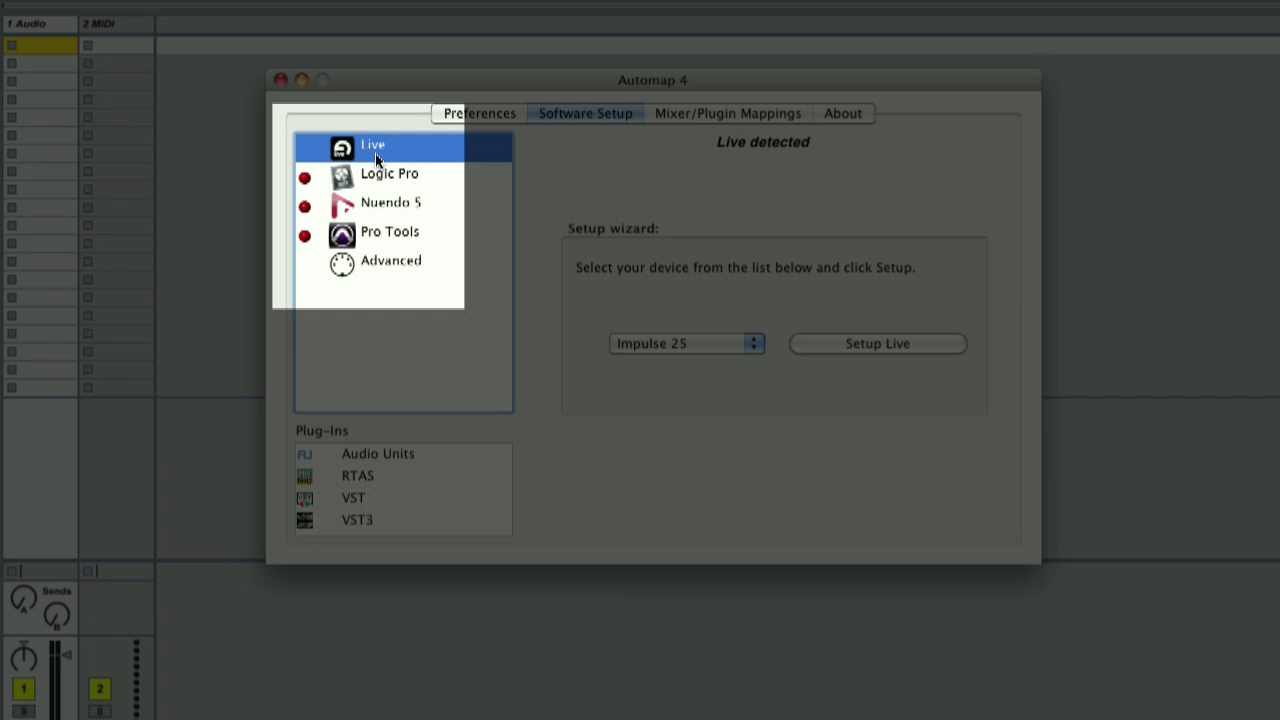 1 Audio
2 MIDI
Automap 4
Preferences
Software Setup
Mixer/Plugin Mappings
About
Live
Logic Pro
Nuendo 5
Pro Tools
Advanced
Live detected
Setup wizard:
Select your device from the list below and click Setup.
Impulse 25
Setup Live
Plug-Ins
Audio Units
RTAS
VST
VST3
Sends
A
B
1
2
S
S